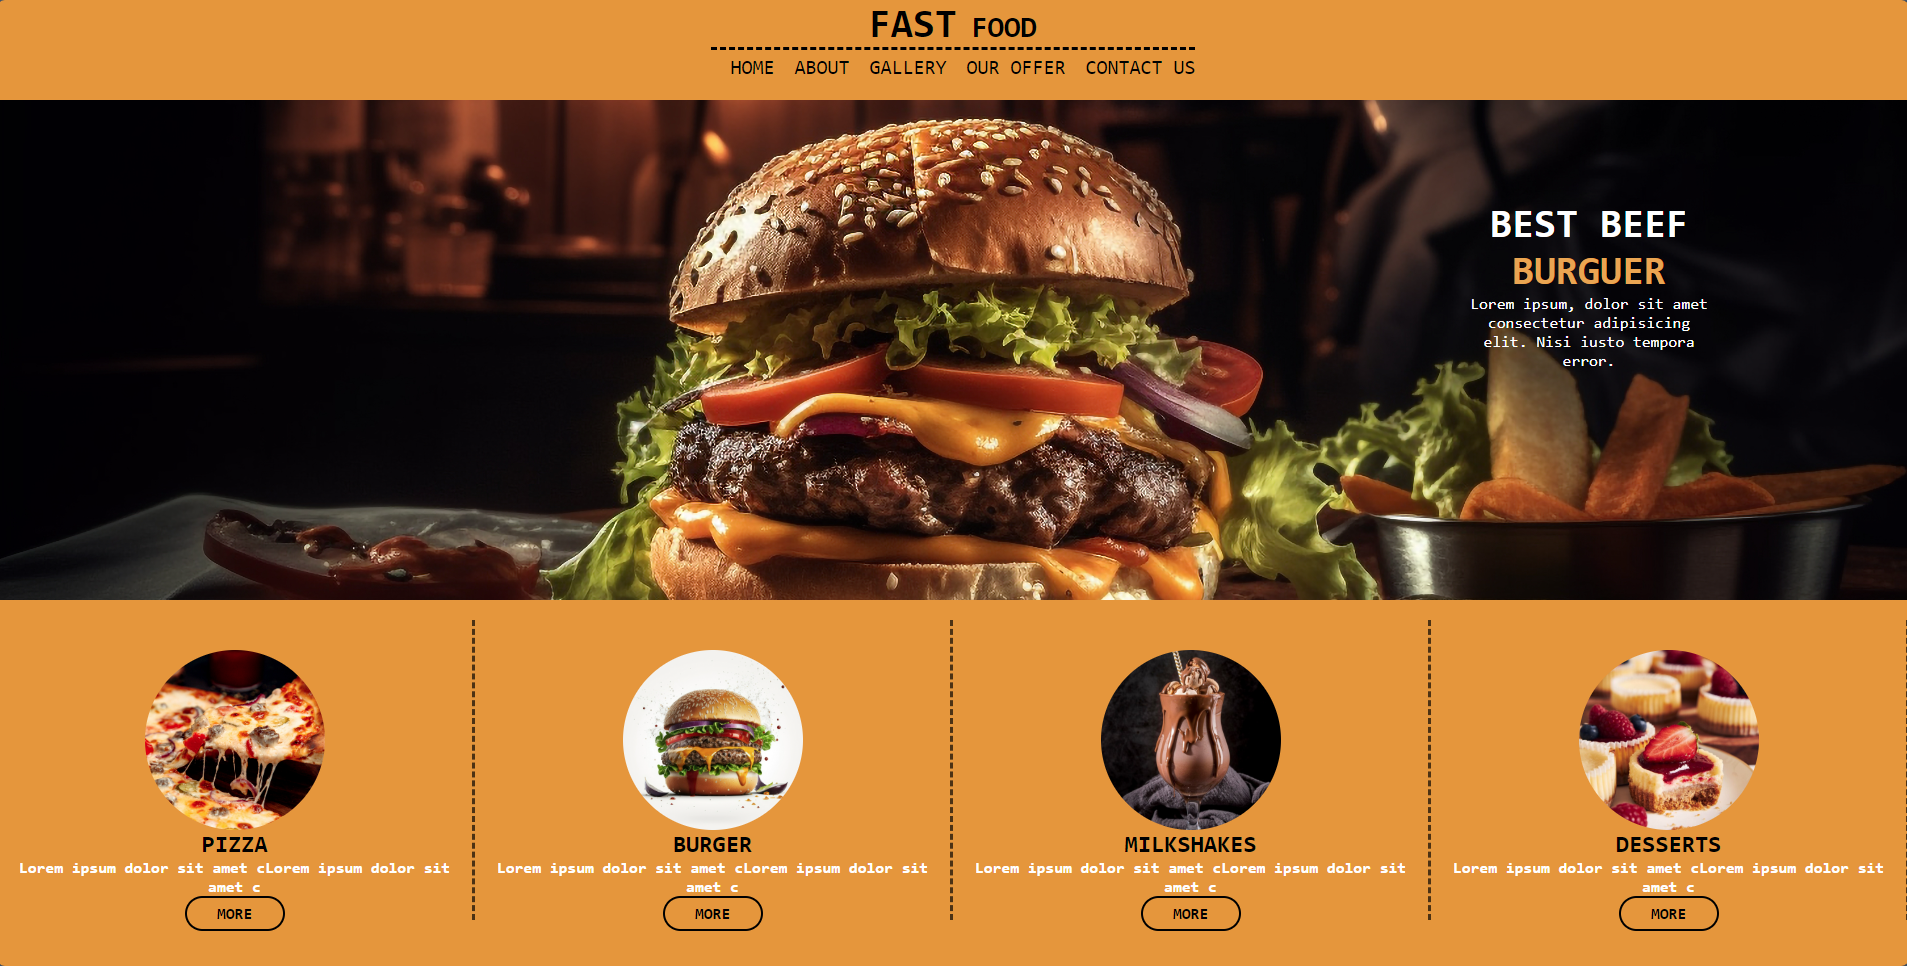 FAST FOOD
HOME ABOUT GALLERY OUR OFFER CONTACT US
BEST BEEF
BURGUER
Lorem ipsum, dolor sit amet
consectetur adipisicing
elit. Nisi iusto tempora
error.
PIZZA
Lorem ipsum dolor sit amet cLorem ipsum dolor sit
amet c
MORE
BURGER
Lorem ipsum dolor sit amet cLorem ipsum dolor sit
amet c
MORE
MILKSHAKES
Lorem ipsum dolor sit amet cLorem ipsum dolor sit
amet c
MORE
DESSERTS
Lorem ipsum dolor sit amet cLorem ipsum dolor sit
amet c
MORE